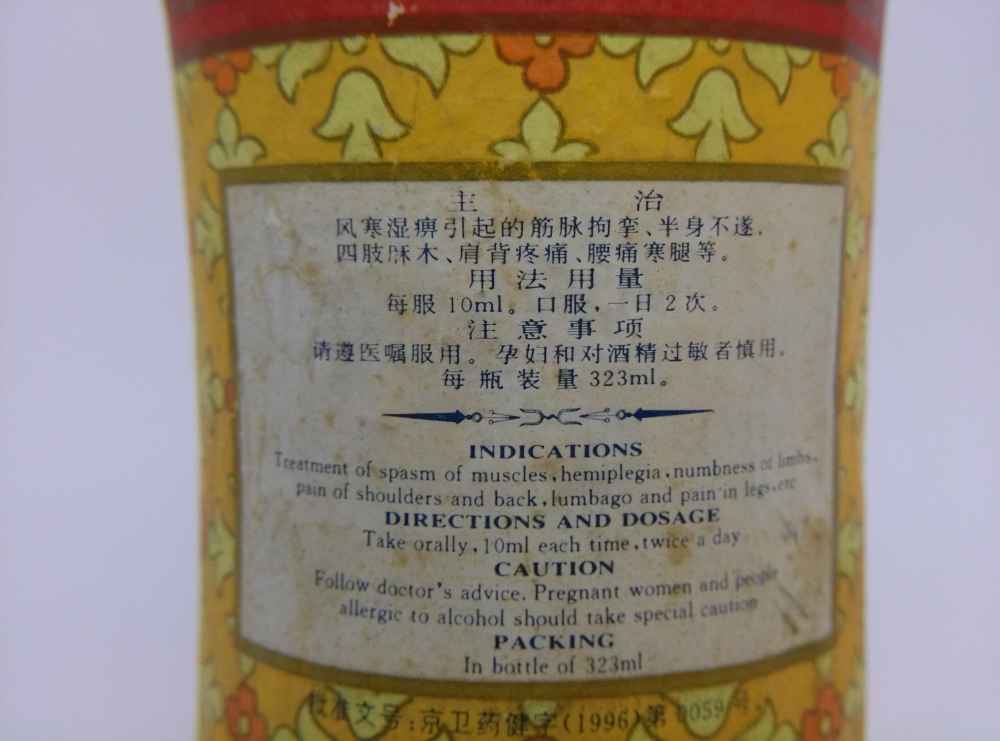 主 治
风寒湿痹引起的筋脉拘挛、半身不遂,
四肢麻木、肩背疼痛、腰痛寒腿等。
用 法 用 量
每服 10ml。口服,一日 2 次。
注 意 事 项
请遵医嘱服用。孕妇和对酒精过敏者慎用。
每 瓶 装 量 323ml。
INDICATIONS
Treatment of spasm of muscles, hemiplegia, numbness of limbs,
pain of shoulders and back, lumbago and pain in legs, etc
DIRECTIONS AND DOSAGE
Take orally, 10ml each time, twice a day
CAUTION
Follow doctor's advice. Pregnant women and people
allergic to alcohol should take special caution
PACKING
In bottle of 323ml
批准文号:京卫药健字(1996)第 0059 号。